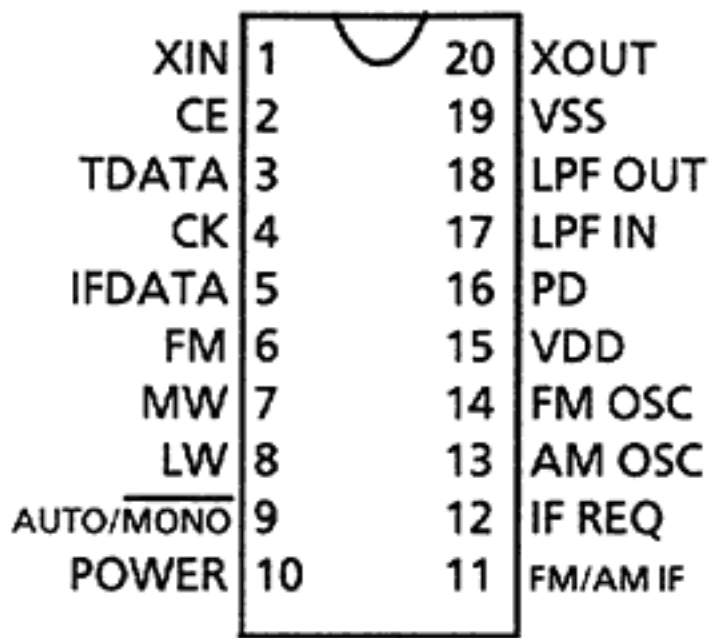 XIN 1 20 XOUT
CE 2 19 VSS
TDATA 3 18 LPF OUT
CK 4 17 LPF IN
IFDATA 5 16 PD
FM 6 15 VDD
MW 7 14 FM OSC
LW 8 13 AM OSC
AUTO/MONO 9 12 IF REQ
POWER 10 11 FM/AM IF